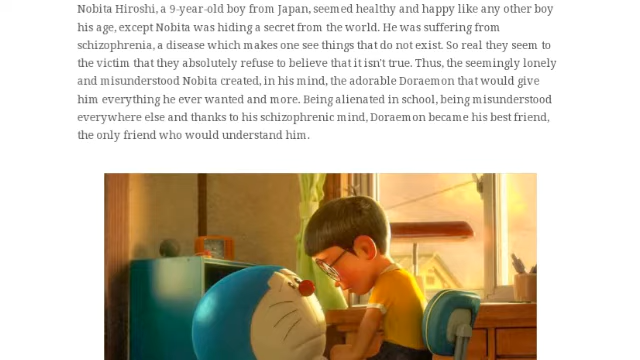 Nobita Hiroshi, a 9-year-old boy from Japan, seemed healthy and happy like any other boy
his age, except Nobita was hiding a secret from the world. He was suffering from
schizophrenia, a disease which makes one see things that do not exist. So real they seem to
the victim that they absolutely refuse to believe that it isn't true. Thus, the seemingly lonely
and misunderstood Nobita created, in his mind, the adorable Doraemon that would give
him everything he ever wanted and more. Being alienated in school, being misunderstood
everywhere else and thanks to his schizophrenic mind, Doraemon became his best friend,
the only friend who would understand him.